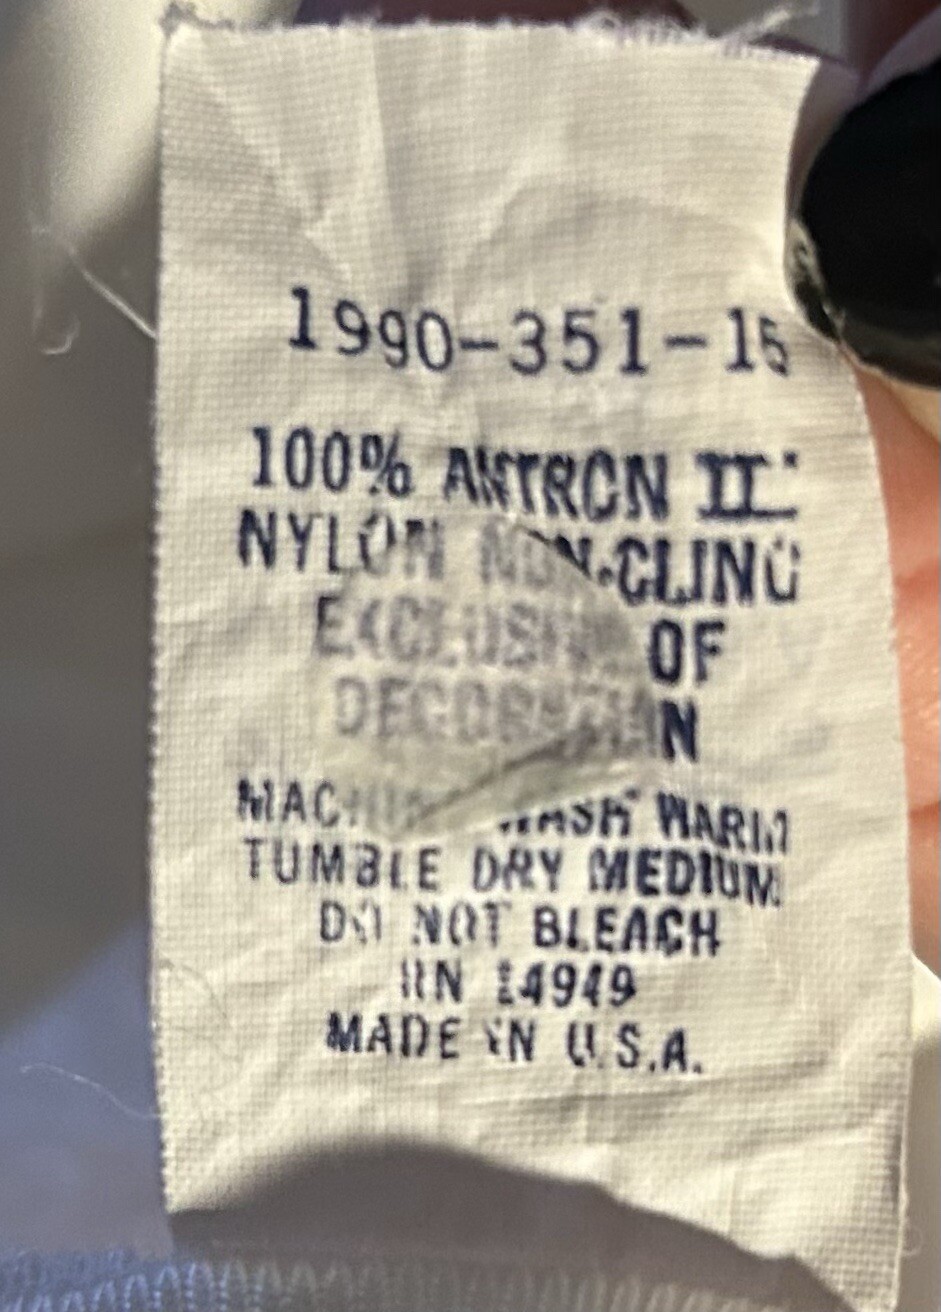 1990-351-15
100% ANTRON II
NYLON NON-CLING
EXCLUSIVE OF
DECORATION
MACHINE WASH WARM
TUMBLE DRY MEDIUM
DO NOT BLEACH
RN 14949
MADE IN U.S.A.